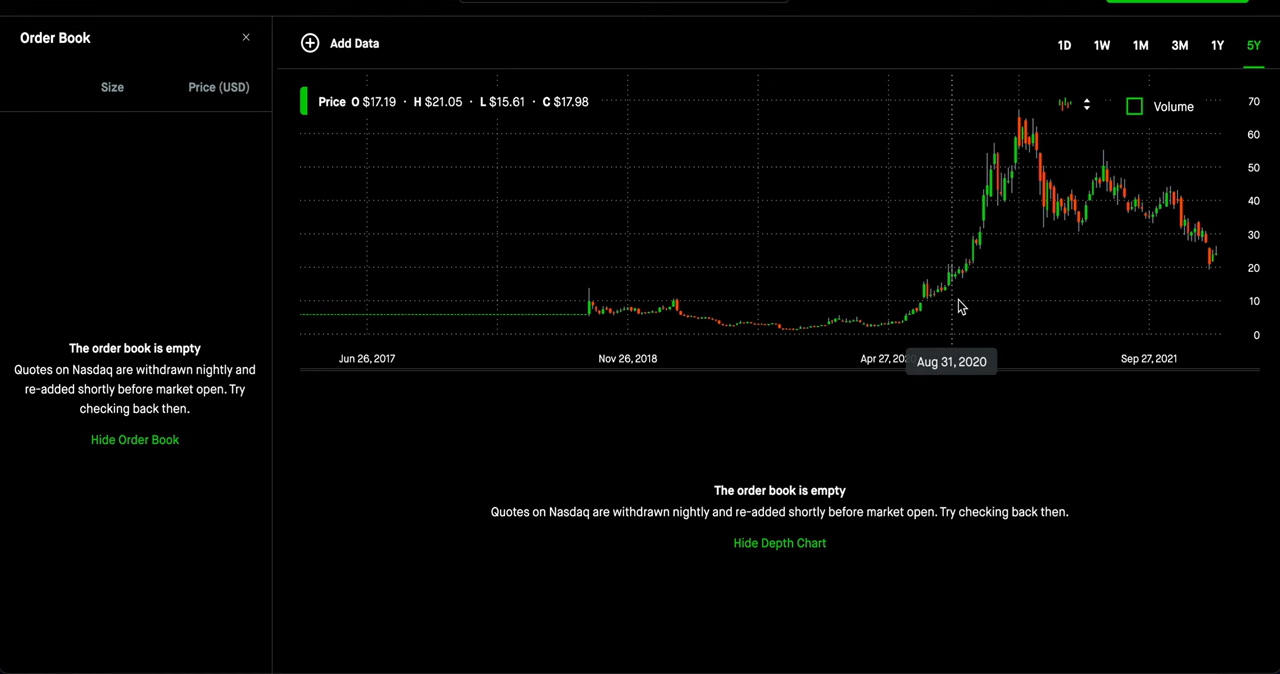 Order Book
Size Price (USD)
The order book is empty
Quotes on Nasdaq are withdrawn nightly and
re-added shortly before market open. Try
checking back then.
Hide Order Book
Add Data
1D 1W 1M 3M 1Y 5Y
Price O $17.19 · H $21.05 · L $15.61 · C $17.98
Volume
70
60
50
40
30
20
10
0
Jun 26, 2017 Nov 26, 2018 Apr 27, Aug 31, 2020 Sep 27, 2021
The order book is empty
Quotes on Nasdaq are withdrawn nightly and re-added shortly before market open. Try checking back then.
Hide Depth Chart